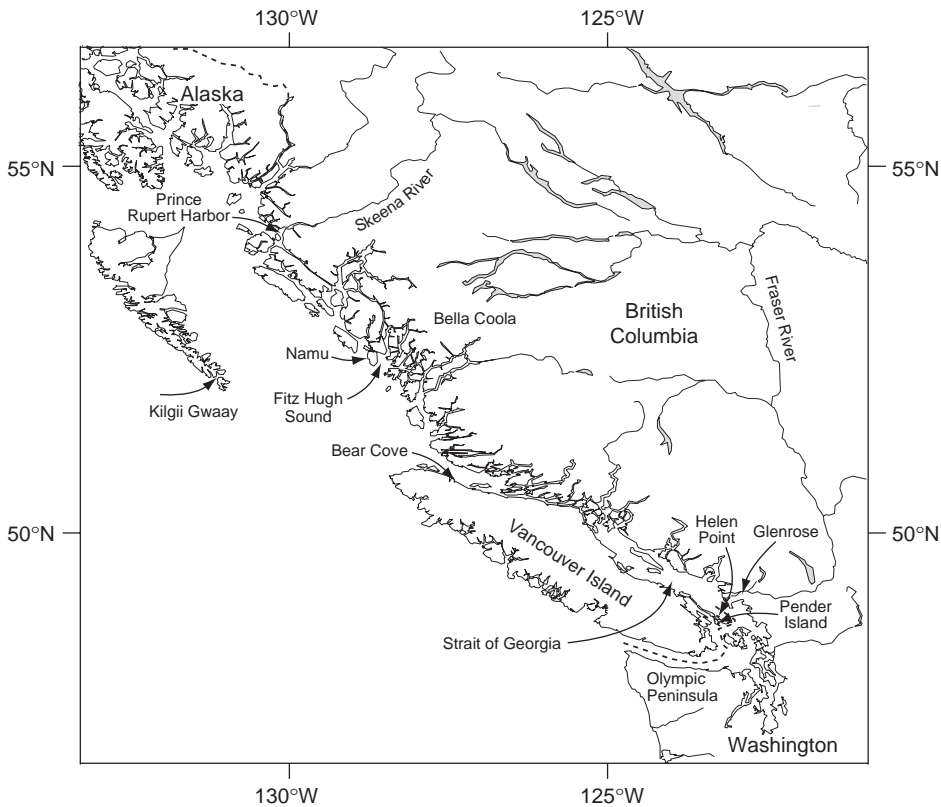 130°W
125°W
Alaska
55°N
55°N
Prince
Rupert Harbor
Skeena River
Fraser River
British
Columbia
Bella Coola
Namu
Fitz Hugh
Sound
Kilgii Gwaay
Bear Cove
50°N
50°N
Vancouver Island
Helen
Point
Glenrose
Pender
Island
Strait of Georgia
Olympic
Peninsula
Washington
130°W
125°W